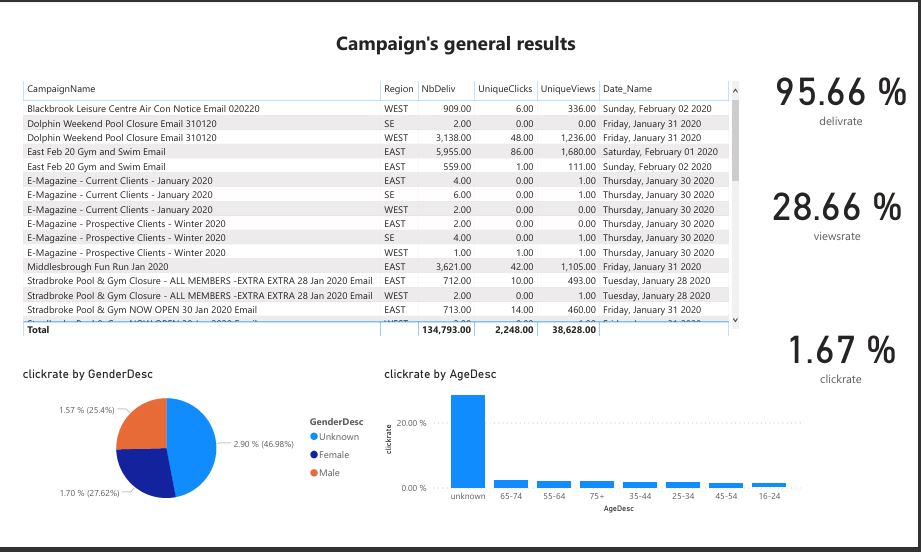 Campaign's general results
CampaignName Region NbDeliv UniqueClicks UniqueViews Date_Name
Blackbrook Leisure Centre Air Con Notice Email 020220 WEST 909.00 6.00 336.00 Sunday, February 02 2020
Dolphin Weekend Pool Closure Email 310120 SE 2.00 0.00 0.00 Friday, January 31 2020
Dolphin Weekend Pool Closure Email 310120 WEST 3,138.00 48.00 1,236.00 Friday, January 31 2020
East Feb 20 Gym and Swim Email EAST 5,955.00 86.00 1,680.00 Saturday, February 01 2020
East Feb 20 Gym and Swim Email EAST 559.00 1.00 111.00 Sunday, February 02 2020
E-Magazine - Current Clients - January 2020 EAST 4.00 0.00 1.00 Thursday, January 30 2020
E-Magazine - Current Clients - January 2020 SE 6.00 0.00 1.00 Thursday, January 30 2020
E-Magazine - Current Clients - January 2020 WEST 2.00 0.00 0.00 Thursday, January 30 2020
E-Magazine - Prospective Clients - Winter 2020 EAST 2.00 0.00 0.00 Thursday, January 30 2020
E-Magazine - Prospective Clients - Winter 2020 SE 4.00 0.00 1.00 Thursday, January 30 2020
E-Magazine - Prospective Clients - Winter 2020 WEST 1.00 1.00 1.00 Thursday, January 30 2020
Middlesbrough Fun Run Jan 2020 EAST 3,621.00 42.00 1,105.00 Friday, January 31 2020
Stradbroke Pool & Gym Closure - ALL MEMBERS -EXTRA EXTRA 28 Jan 2020 Email EAST 712.00 10.00 493.00 Tuesday, January 28 2020
Stradbroke Pool & Gym Closure - ALL MEMBERS -EXTRA EXTRA 28 Jan 2020 Email WEST 2.00 0.00 1.00 Tuesday, January 28 2020
Stradbroke Pool & Gym NOW OPEN 30 Jan 2020 Email EAST 713.00 14.00 460.00 Friday, January 31 2020
Total 134,793.00 2,248.00 38,628.00
95.66 %
delivrate
28.66 %
viewsrate
1.67 %
clickrate
clickrate by GenderDesc
1.57 % (25.4%)
2.90 % (46.98%)
1.70 % (27.62%)
GenderDesc
Unknown
Female
Male
clickrate by AgeDesc
clickrate
20.00 %
0.00 %
unknown 65-74 55-64 75+ 35-44 25-34 45-54 16-24
AgeDesc